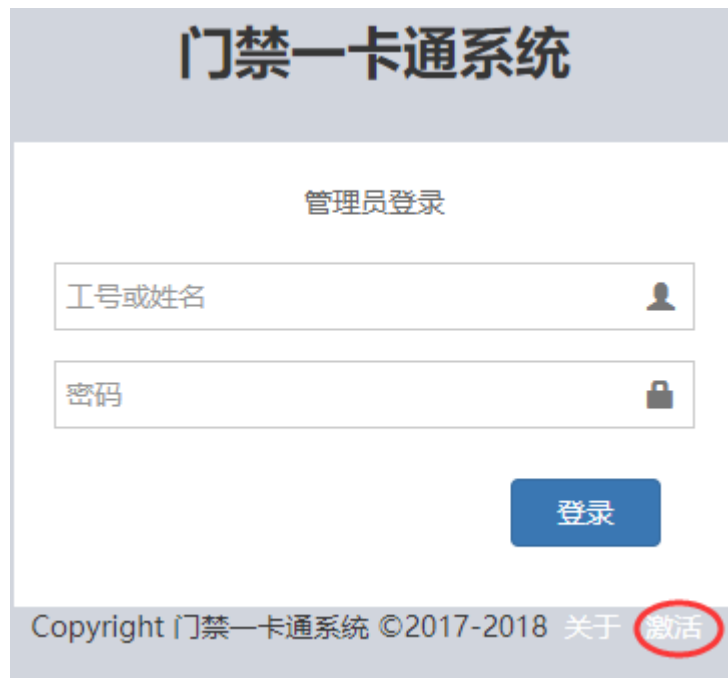 门禁一卡通系统
管理员登录
工号或姓名
密码
登录
Copyright 门禁一卡通系统 ©2017-2018 关于 激活